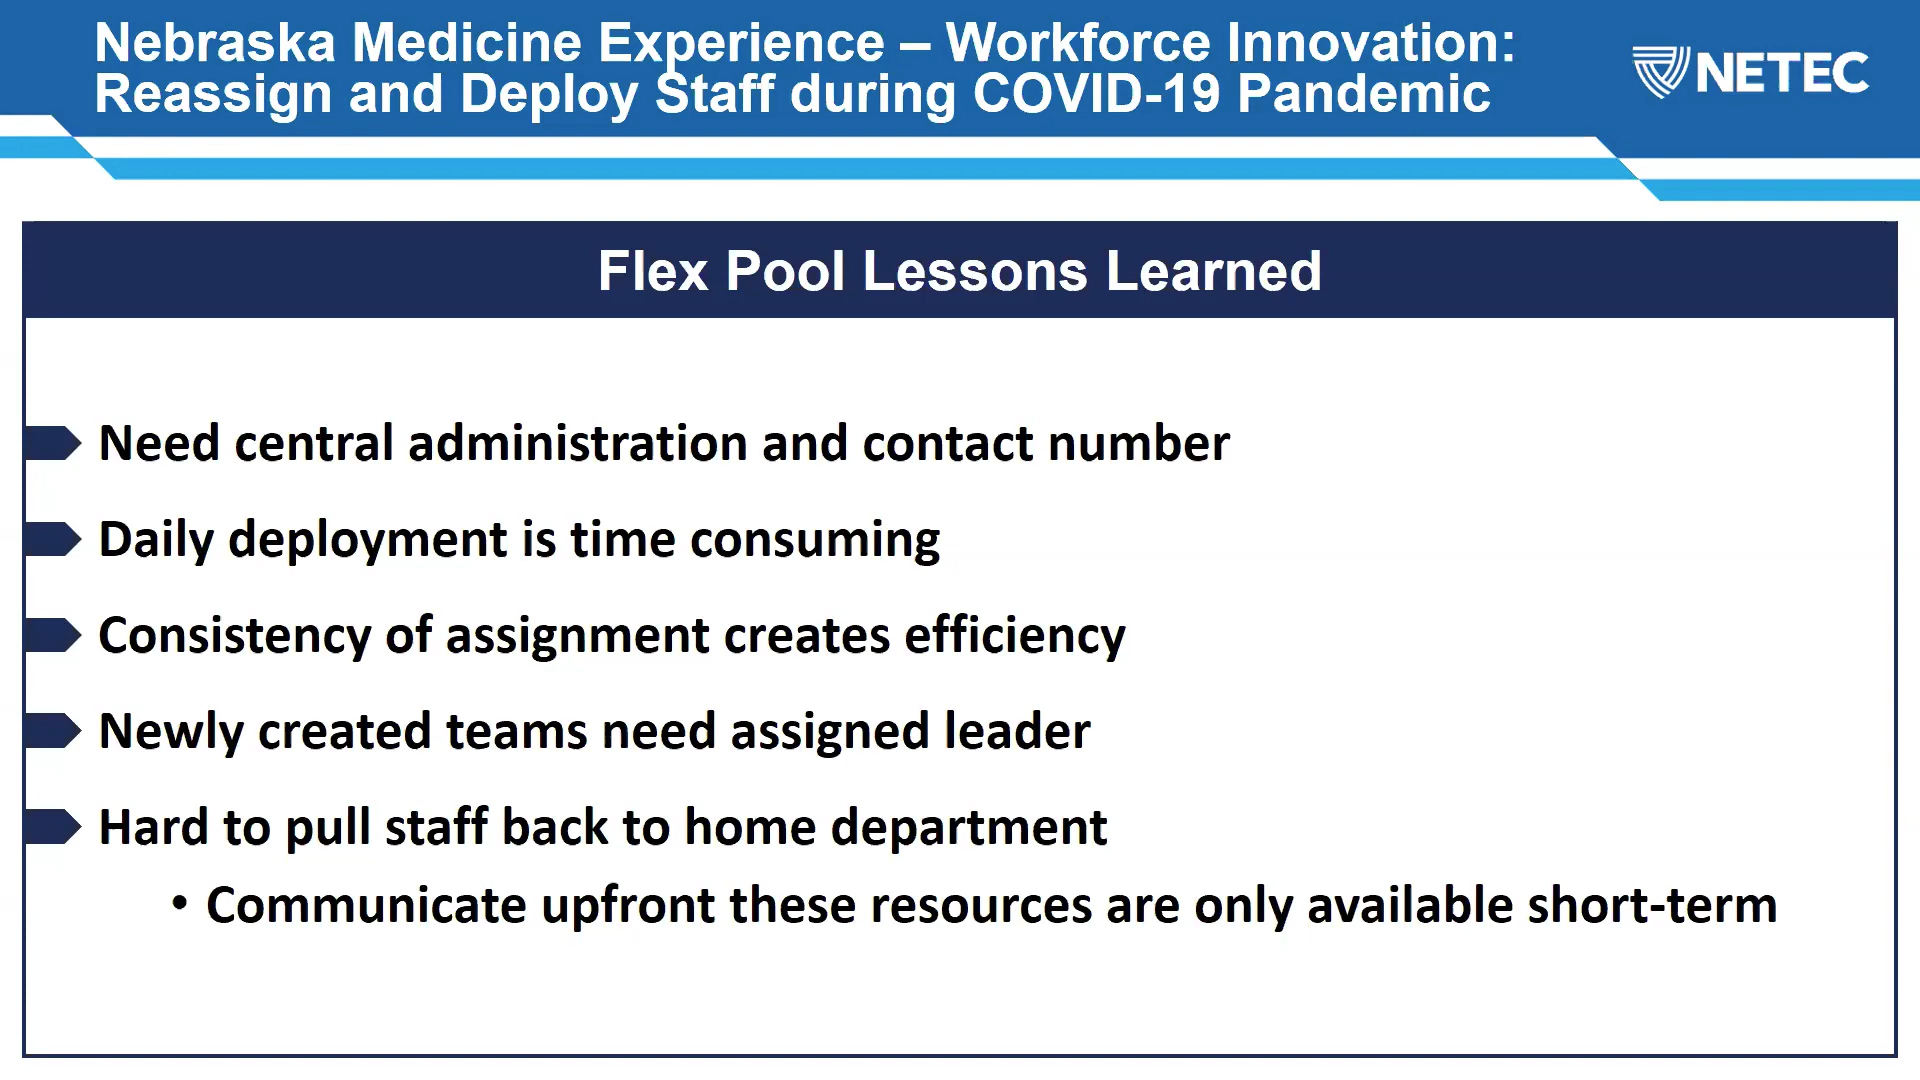 Nebraska Medicine Experience – Workforce Innovation:
Reassign and Deploy Staff during COVID-19 Pandemic
NETEC
Flex Pool Lessons Learned
Need central administration and contact number
Daily deployment is time consuming
Consistency of assignment creates efficiency
Newly created teams need assigned leader
Hard to pull staff back to home department
• Communicate upfront these resources are only available short-term